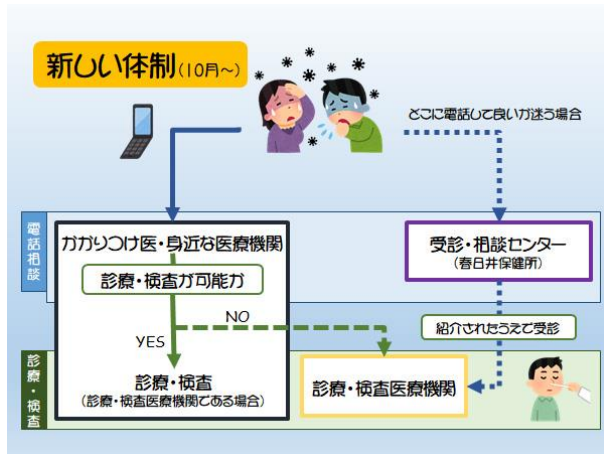 新しい体制(10月~)
どこに電話して良いか迷う場合
電話相談
かかりつけ医・身近な医療機関
診療・検査が可能か
受診・相談センター
(春日井保健所)
NO
YES
紹介されたうえで受診
診療・検査
診療・検査
(診療・検査医療機関である場合)
診療・検査医療機関